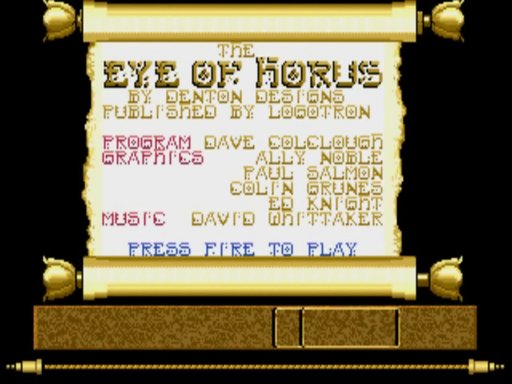 THE
EYE OF HORUS
BY DENTON DESIGNS
PUBLISHED BY LOGOTRON
PROGRAM DAVE COLCLOUGH
GRAPHICS ALLY NOBLE
PAUL SALMON
COLIN GRUNES
ED KNIGHT
MUSIC DAVID WHITTAKER
PRESS FIRE TO PLAY